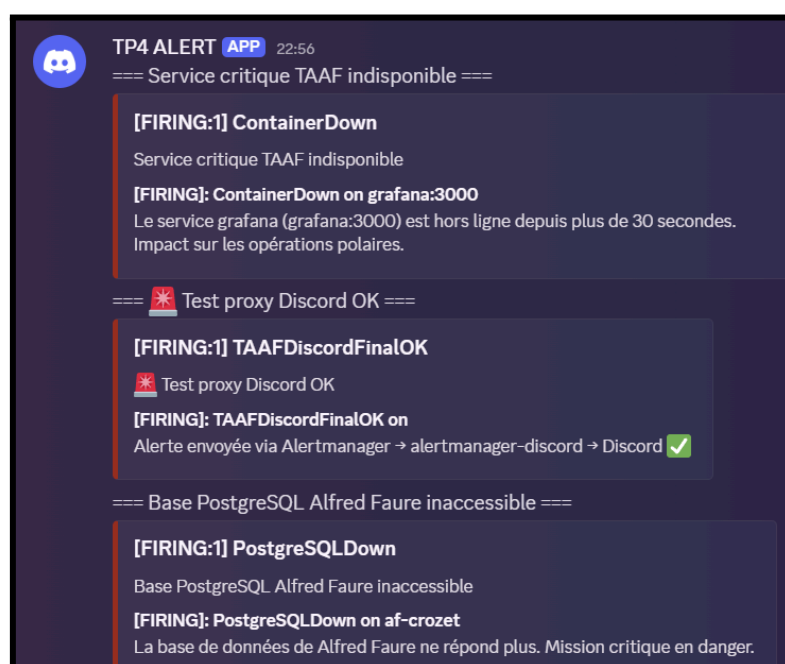 TP4 ALERT APP 22:56
=== Service critique TAAF indisponible ===
[FIRING:1] ContainerDown
Service critique TAAF indisponible
[FIRING]: ContainerDown on grafana:3000
Le service grafana (grafana:3000) est hors ligne depuis plus de 30 secondes.
Impact sur les opérations polaires.
=== 🚨 Test proxy Discord OK ===
[FIRING:1] TAAFDiscordFinalOK
🚨 Test proxy Discord OK
[FIRING]: TAAFDiscordFinalOK on
Alerte envoyée via Alertmanager → alertmanager-discord → Discord ✅
=== Base PostgreSQL Alfred Faure inaccessible ===
[FIRING:1] PostgreSQLDown
Base PostgreSQL Alfred Faure inaccessible
[FIRING]: PostgreSQLDown on af-crozet
La base de données de Alfred Faure ne répond plus. Mission critique en danger.